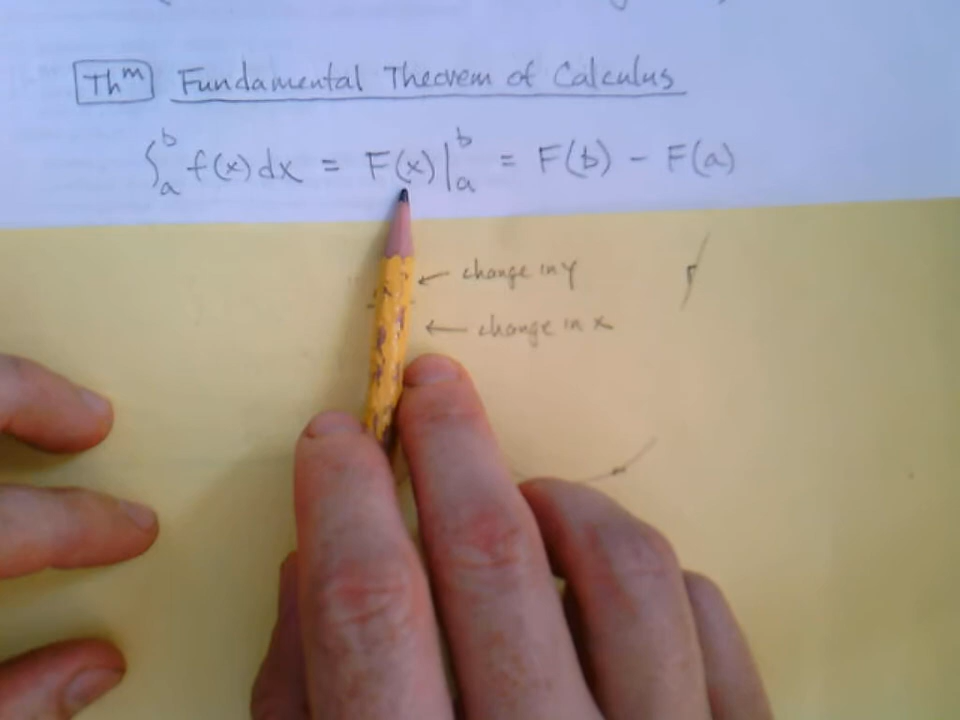 Thᵐ Fundamental Theorem of Calculus
∫ₐᵇ f(x) dx = F(x)|ₐᵇ = F(b) - F(a)
← change in y
← change in x